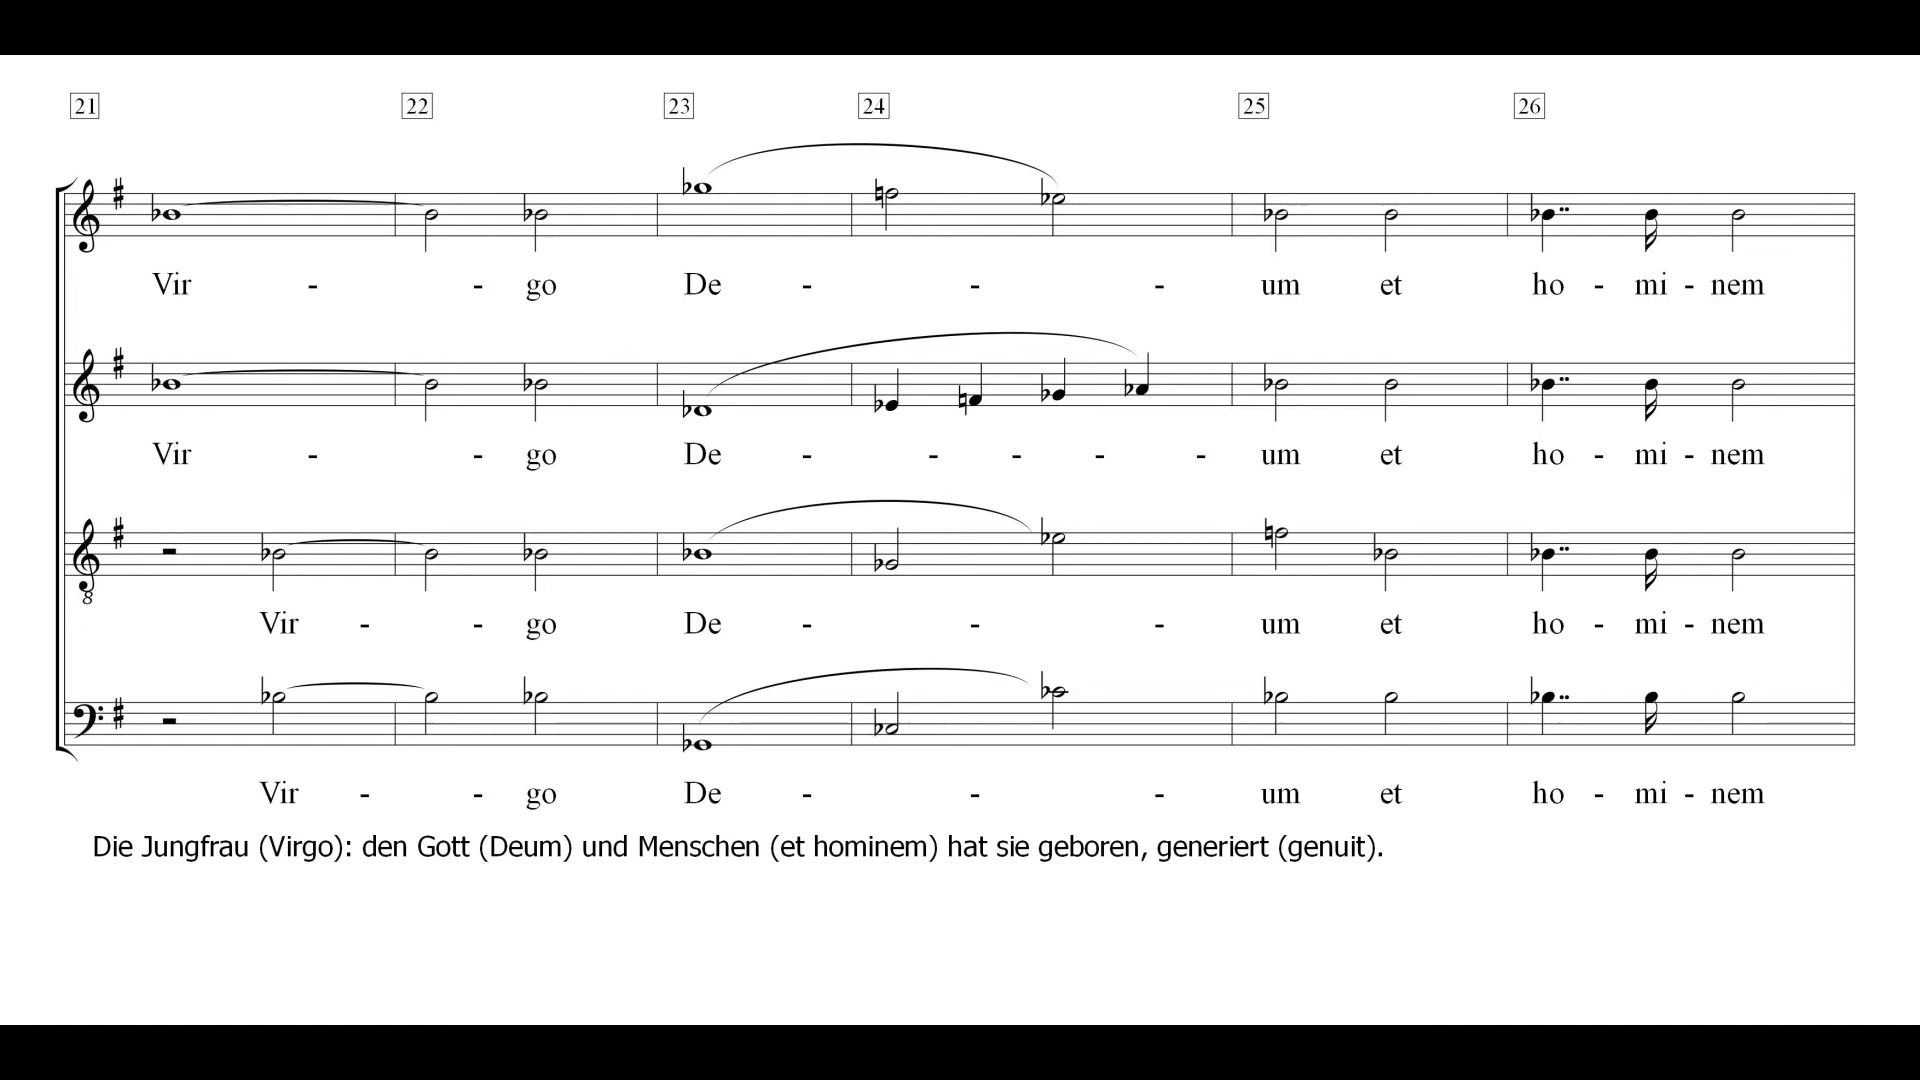 21 22 23 24 25 26
Vir - - go De - - - um et ho - mi - nem
Vir - - go De - - - - - um et ho - mi - nem
8
Vir - - go De - - - um et ho - mi - nem
Vir - - go De - - - um et ho - mi - nem
Die Jungfrau (Virgo): den Gott (Deum) und Menschen (et hominem) hat sie geboren, generiert (genuit).